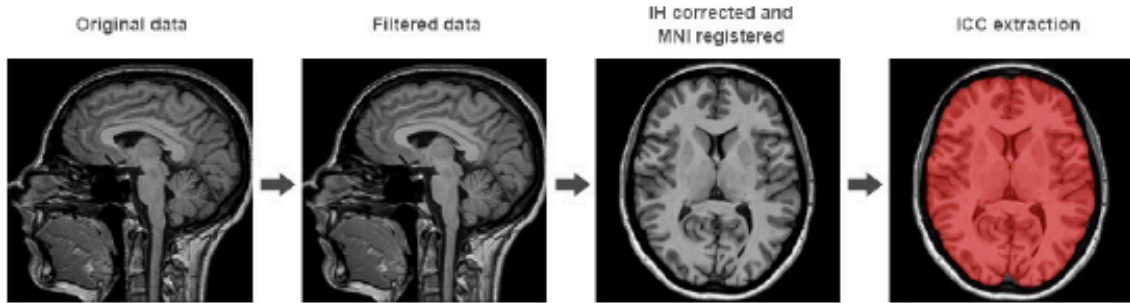 Original data
Filtered data
IH corrected and
MNI registered
ICC extraction